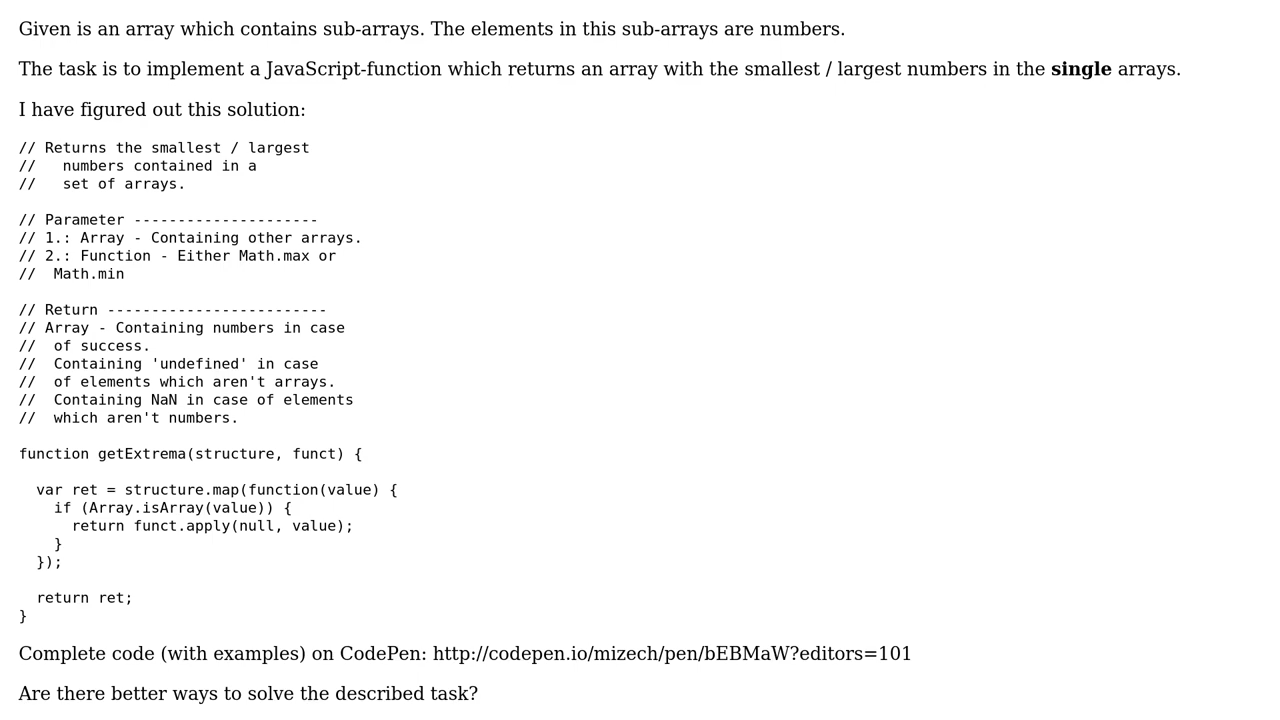 Given is an array which contains sub-arrays. The elements in this sub-arrays are numbers.
The task is to implement a JavaScript-function which returns an array with the smallest / largest numbers in the single arrays.
I have figured out this solution:
// Returns the smallest / largest
//   numbers contained in a
//   set of arrays.
// Parameter ---------------------
// 1.: Array - Containing other arrays.
// 2.: Function - Either Math.max or
//  Math.min
// Return -------------------------
// Array - Containing numbers in case
//  of success.
//  Containing 'undefined' in case
//  of elements which aren't arrays.
//  Containing NaN in case of elements
//  which aren't numbers.
function getExtrema(structure, funct) {
  var ret = structure.map(function(value) {
    if (Array.isArray(value)) {
      return funct.apply(null, value);
    }
  });
  return ret;
}
Complete code (with examples) on CodePen: http://codepen.io/mizech/pen/bEBMaW?editors=101
Are there better ways to solve the described task?